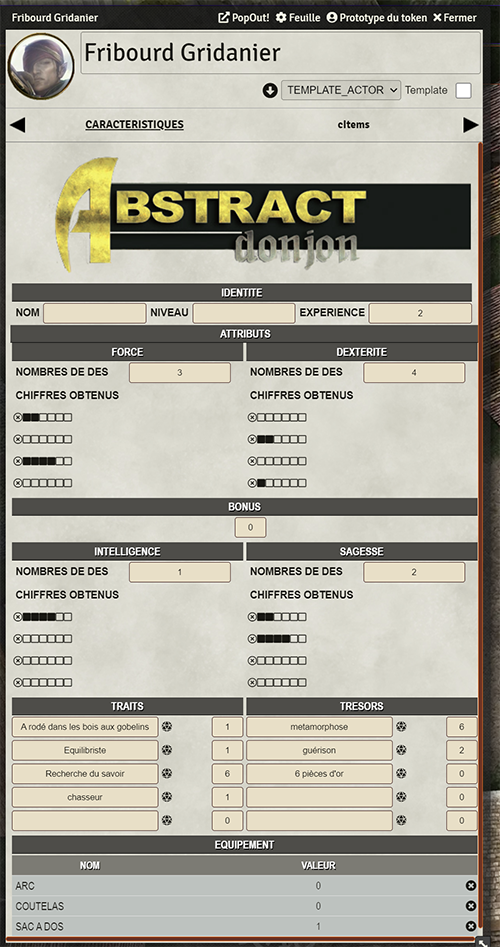 Fribourd Gridanier PopOut! Feuille Prototype du token Fermer
Fribourd Gridanier
TEMPLATE_ACTOR Template
CARACTERISTIQUES cItems
ABSTRACT
donjon
IDENTITE
NOM NIVEAU EXPERIENCE 2
ATTRIBUTS
FORCE DEXTERITE
NOMBRES DE DES 3 NOMBRES DE DES 4
CHIFFRES OBTENUS CHIFFRES OBTENUS
BONUS
0
INTELLIGENCE SAGESSE
NOMBRES DE DES 1 NOMBRES DE DES 2
CHIFFRES OBTENUS CHIFFRES OBTENUS
TRAITS TRESORS
A rodé dans les bois aux gobelins 1 metamorphose 6
Equilibriste 1 guérison 2
Recherche du savoir 6 6 pièces d'or 0
chasseur 1 0
0 0
EQUIPEMENT
NOM VALEUR
ARC 0
COUTELAS 0
SAC A DOS 1